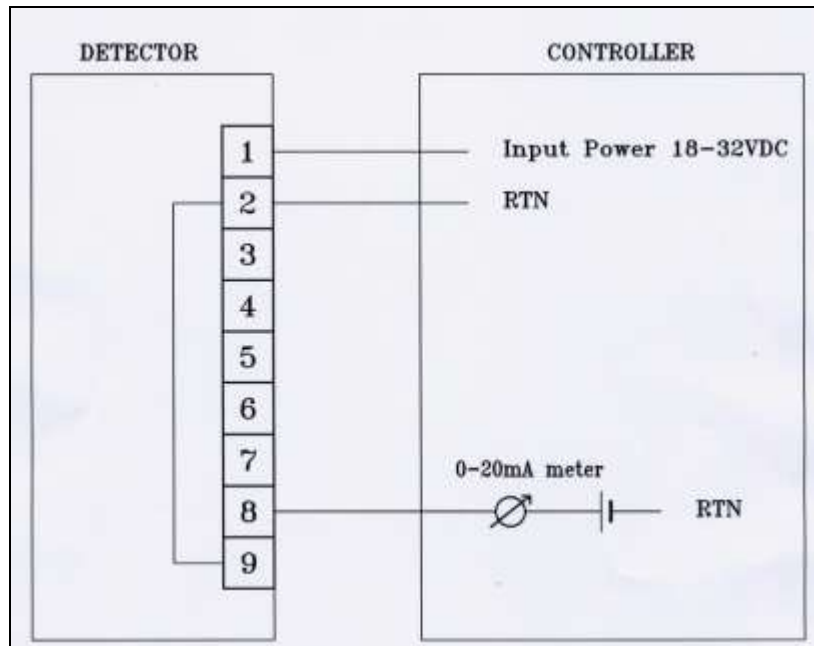 DETECTOR CONTROLLER
1 Input Power 18-32VDC
2 RTN
3
4
5
6
7
0-20mA meter
8 RTN
9